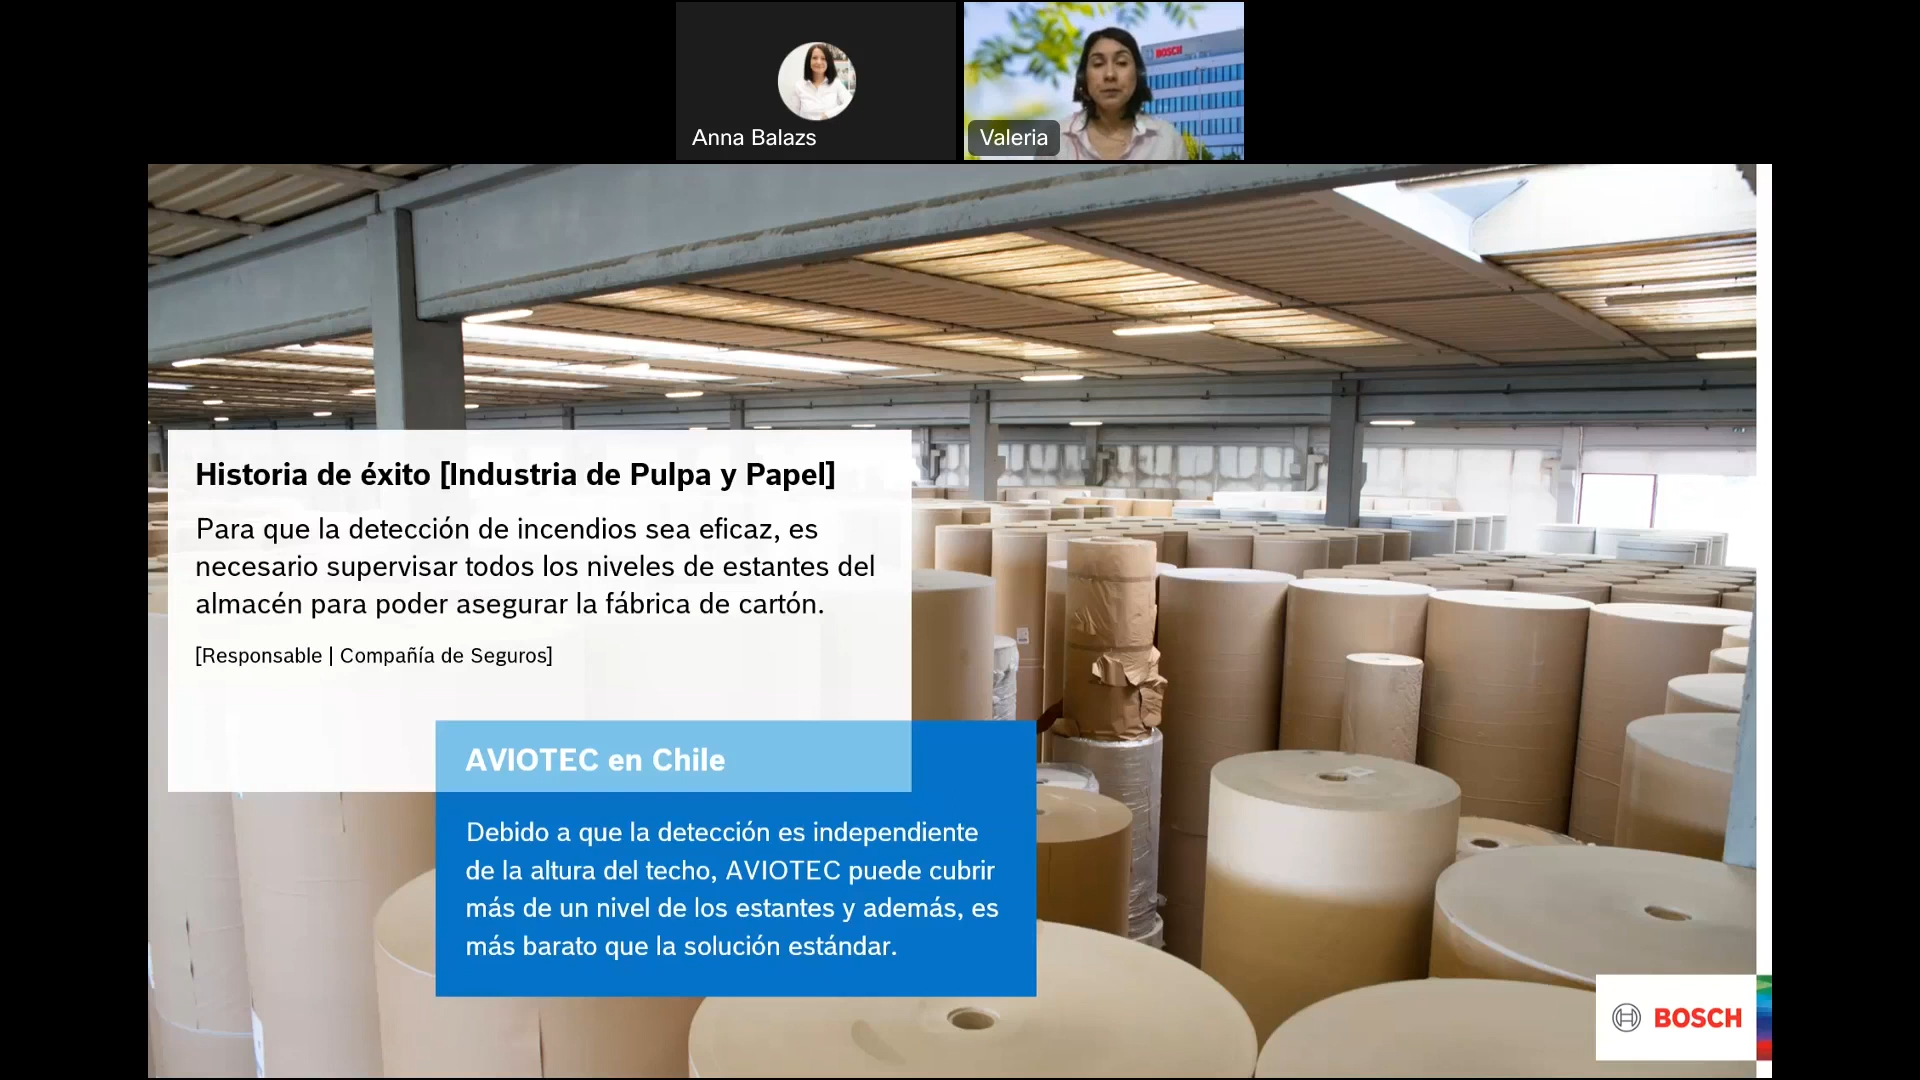 Anna Balazs
Valeria
BOSCH
Historia de éxito [Industria de Pulpa y Papel]
Para que la detección de incendios sea eficaz, es
necesario supervisar todos los niveles de estantes del
almacén para poder asegurar la fábrica de cartón.
[Responsable | Compañía de Seguros]
AVIOTEC en Chile
Debido a que la detección es independiente
de la altura del techo, AVIOTEC puede cubrir
más de un nivel de los estantes y además, es
más barato que la solución estándar.
BOSCH